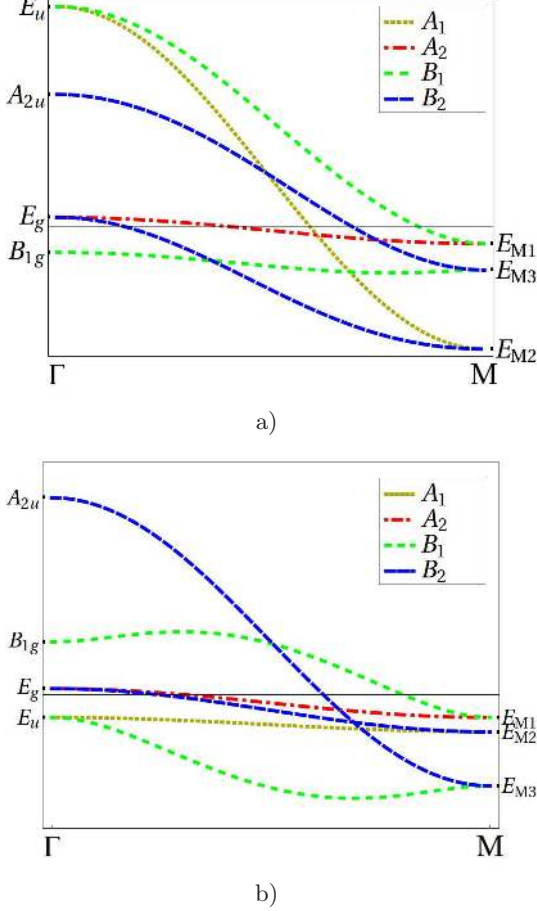 E_u
A_1
A_2
B_1
B_2
A_2u
E_g
B_1g
E_M1
E_M3
E_M2
Γ
M
a)
A_1
A_2
B_1
B_2
A_2u
B_1g
E_g
E_u
E_M1
E_M2
E_M3
Γ
M
b)